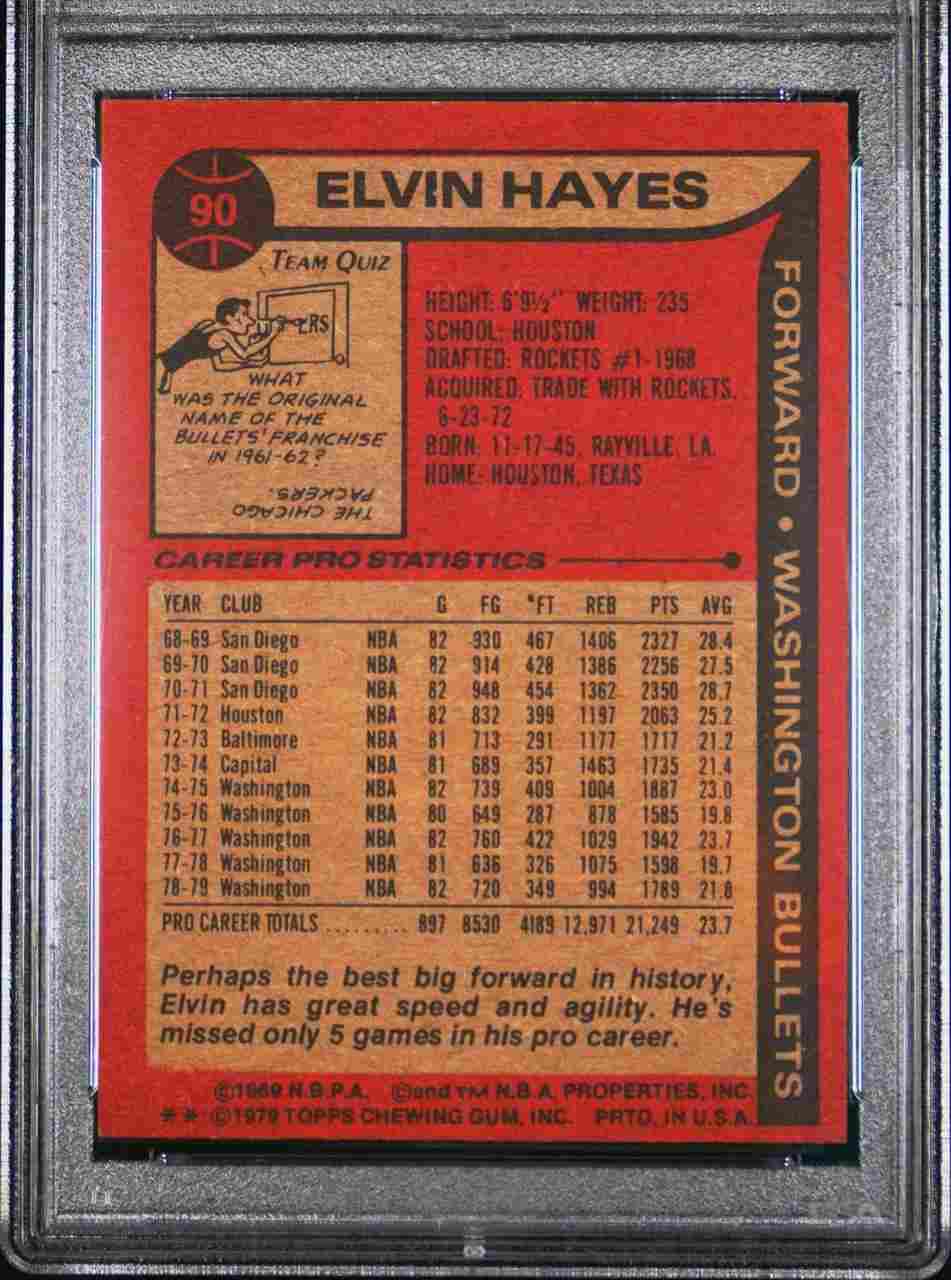 90
ELVIN HAYES
TEAM QUIZ
ERS
WHAT
WAS THE ORIGINAL
NAME OF THE
BULLETS' FRANCHISE
IN 1961-62?
THE CHICAGO
PACKERS.
HEIGHT: 6'9½" WEIGHT: 235
SCHOOL: HOUSTON
DRAFTED: ROCKETS #1-1968
ACQUIRED: TRADE WITH ROCKETS,
6-23-72
BORN: 11-17-45, RAYVILLE, LA.
HOME: HOUSTON, TEXAS
FORWARD • WASHINGTON BULLETS
CAREER PRO STATISTICS
YEAR CLUB G FG *FT REB PTS AVG
68-69 San Diego NBA 82 930 467 1406 2327 28.4
69-70 San Diego NBA 82 914 428 1386 2256 27.5
70-71 San Diego NBA 82 948 454 1362 2350 28.7
71-72 Houston NBA 82 832 399 1197 2063 25.2
72-73 Baltimore NBA 81 713 291 1177 1717 21.2
73-74 Capital NBA 81 689 357 1463 1735 21.4
74-75 Washington NBA 82 739 409 1004 1887 23.0
75-76 Washington NBA 80 649 287 878 1585 19.8
76-77 Washington NBA 82 760 422 1029 1942 23.7
77-78 Washington NBA 81 636 326 1075 1598 19.7
78-79 Washington NBA 82 720 349 994 1789 21.8
PRO CAREER TOTALS ......... 897 8530 4189 12,971 21,249 23.7
Perhaps the best big forward in history,
Elvin has great speed and agility. He's
missed only 5 games in his pro career.
©1969 N.B.P.A. ©and TM N.B.A. PROPERTIES, INC.
** ©1979 TOPPS CHEWING GUM, INC. PRTD. IN U.S.A.